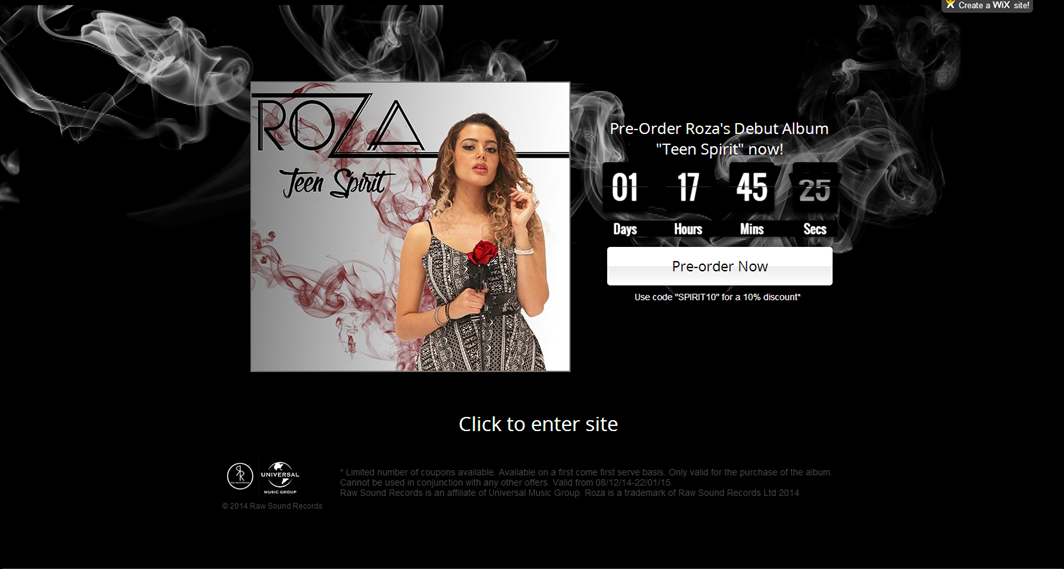 Create a WiX site!
ROZA
Teen Spirit
Pre-Order Roza's Debut Album
"Teen Spirit" now!
01 17 45 25
Days Hours Mins Secs
Pre-order Now
Use code "SPIRIT10" for a 10% discount*
Click to enter site
UNIVERSAL
MUSIC GROUP
© 2014 Raw Sound Records
* Limited number of coupons available. Available on a first come first serve basis. Only valid for the purchase of the album.
Cannot be used in conjunction with any other offers. Valid from 08/12/14-22/01/15.
Raw Sound Records is an affiliate of Universal Music Group. Roza is a trademark of Raw Sound Records Ltd 2014